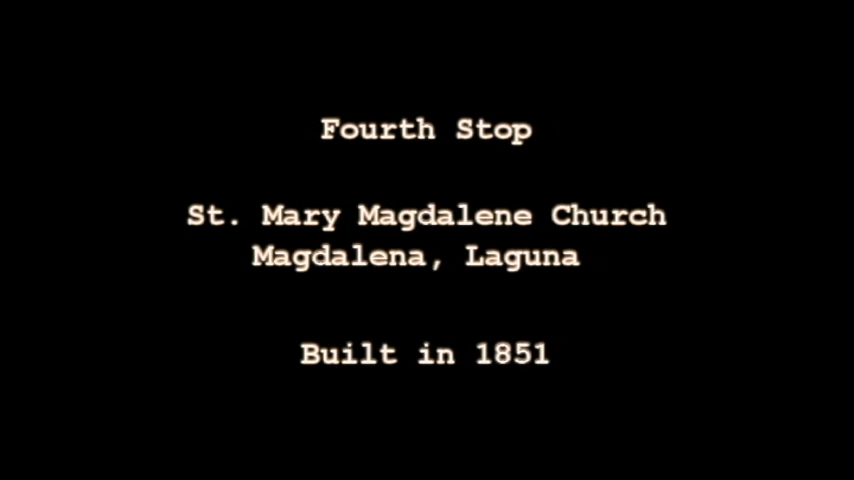 Fourth Stop
St. Mary Magdalene Church
Magdalena, Laguna
Built in 1851